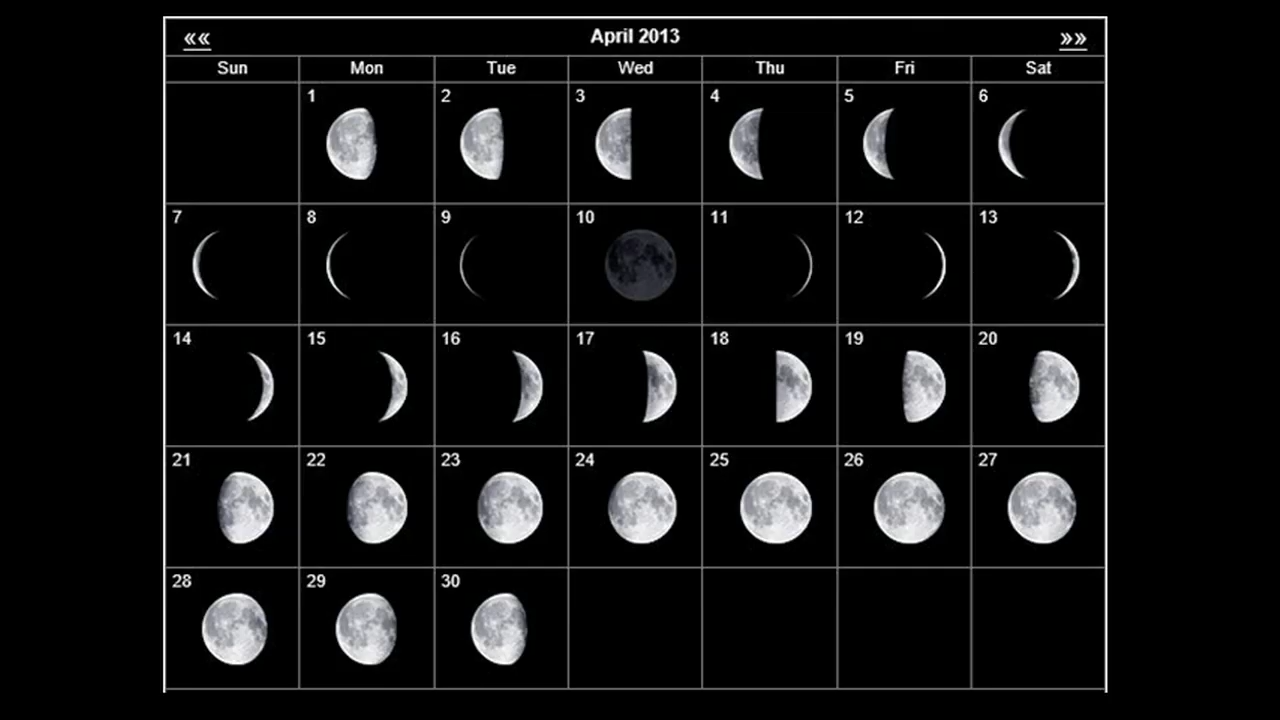 «« April 2013 »»
Sun Mon Tue Wed Thu Fri Sat
1 2 3 4 5 6
7 8 9 10 11 12 13
14 15 16 17 18 19 20
21 22 23 24 25 26 27
28 29 30